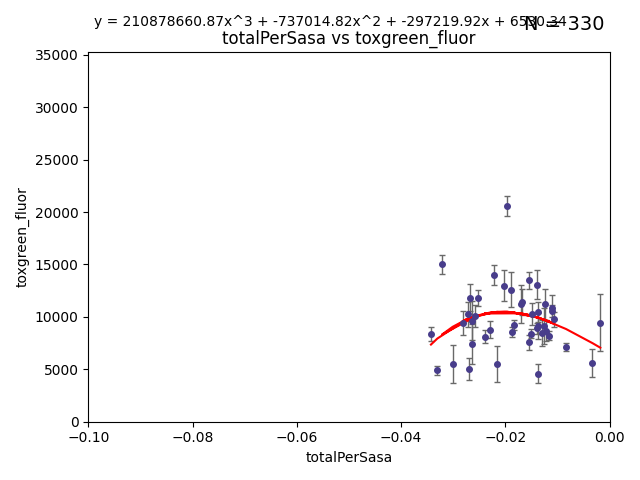 y = 210878660.87x^3 + -737014.82x^2 + -297219.92x +
N = 330
totalPerSasa vs toxgreen_fluor
35000
30000
25000
20000
15000
10000
5000
0
toxgreen_fluor
−0.10
−0.08
−0.06
−0.04
−0.02
0.00
totalPerSasa